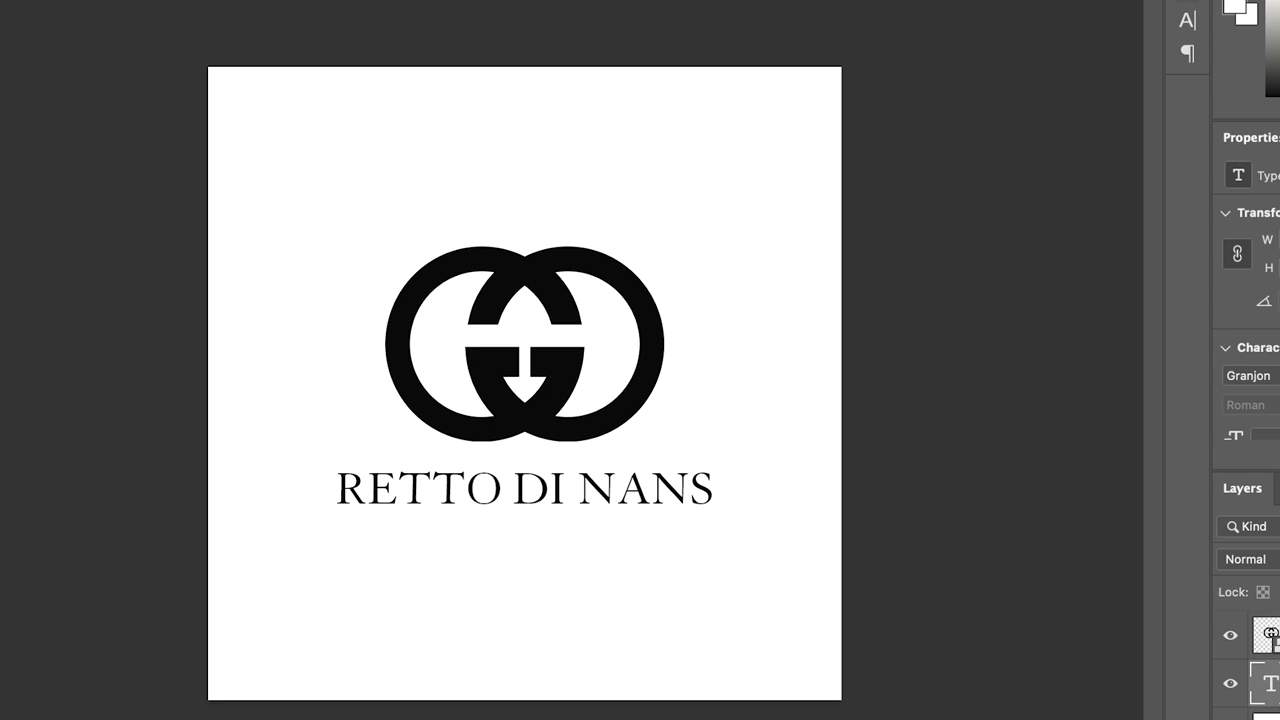 A|
¶
Propertie
T
Type
Transfo
W
H
Charac
Granjon
Roman
T
RETTO DI NANS
Layers
Kind
Normal
Lock:
T